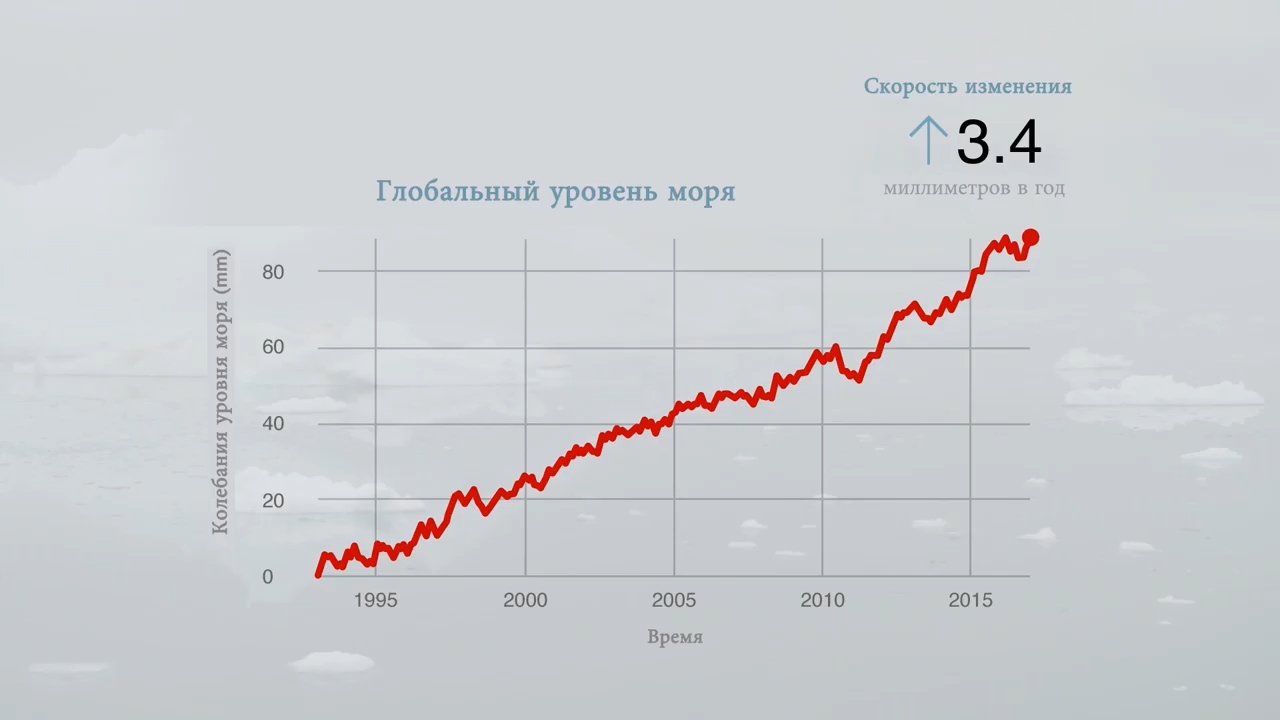 Скорость изменения
3.4
миллиметров в год
Глобальный уровень моря
Колебания уровня моря (mm)
80
60
40
20
0
1995 2000 2005 2010 2015
Время